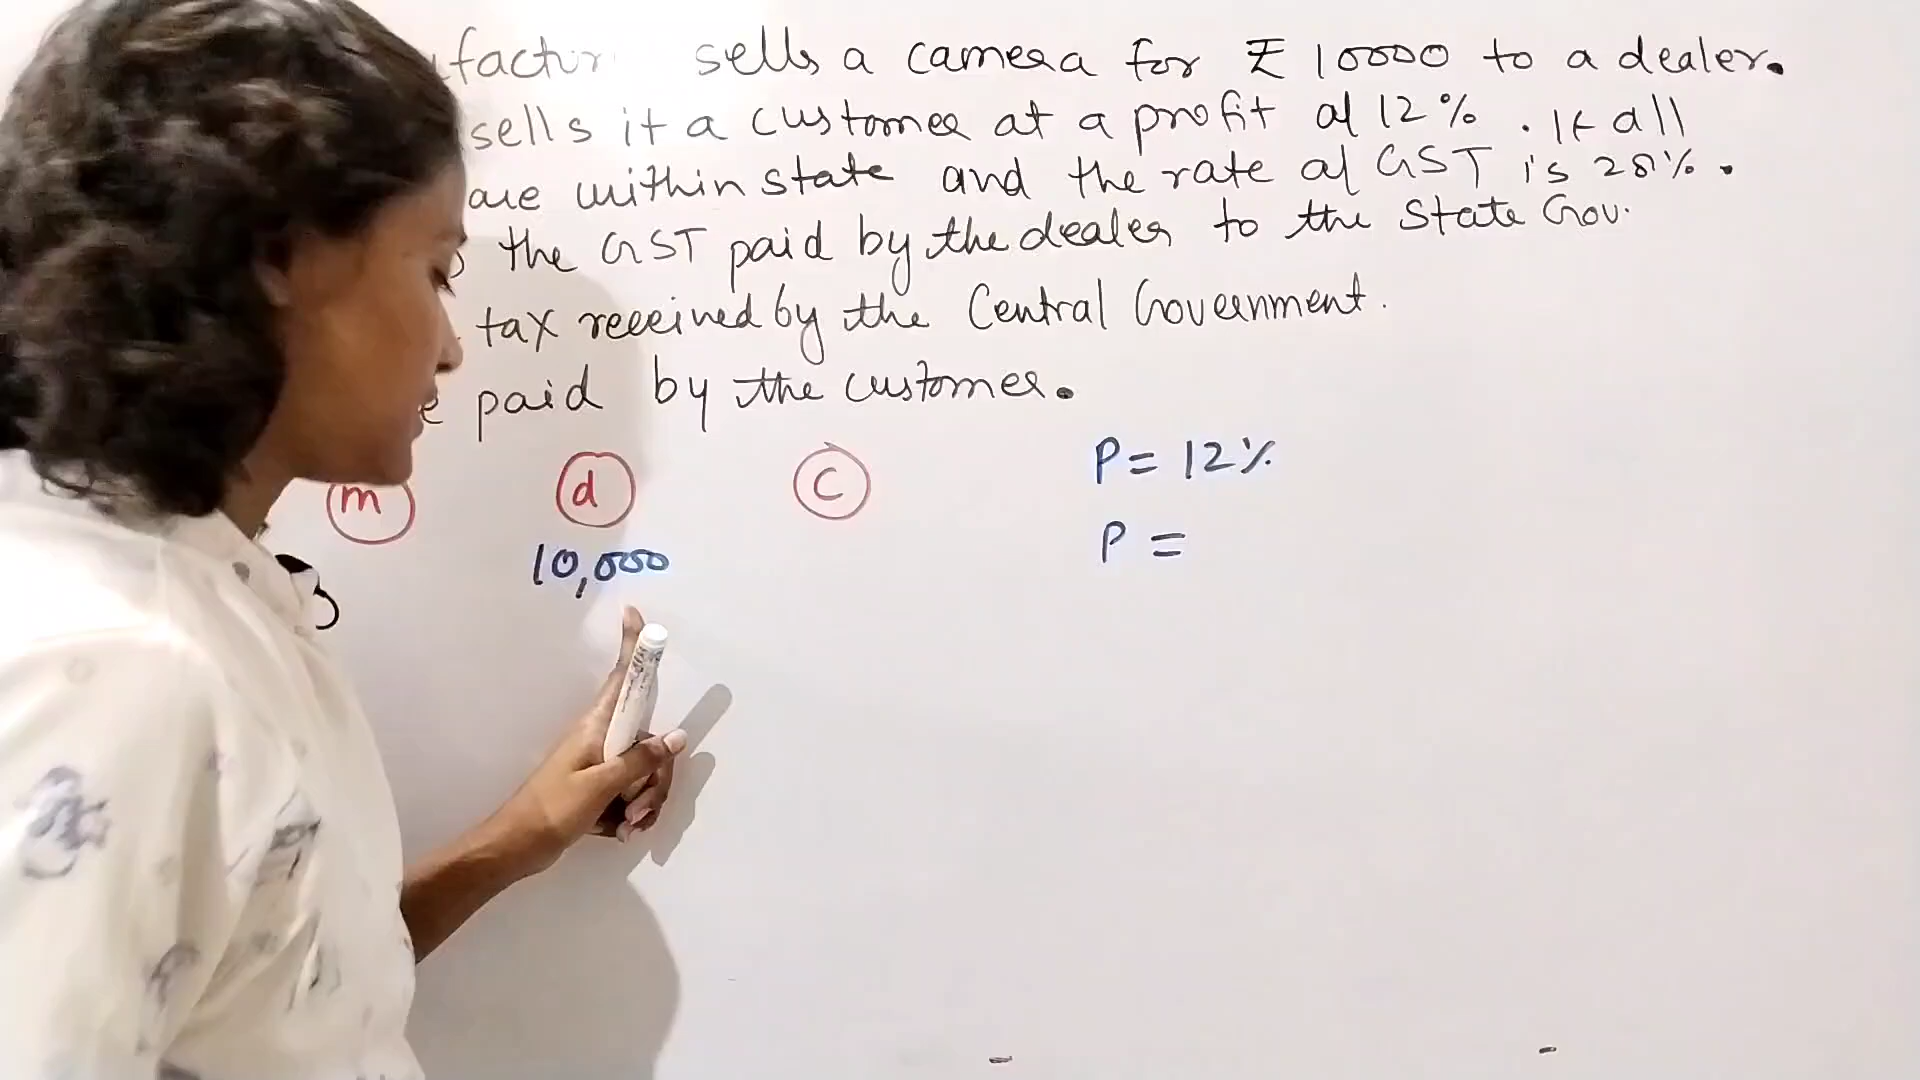 sells a camera for ₹ 10000 to a dealer.
sells it a customer at a profit of 12% . If all
are within state and the rate of GST is 28%.
the GST paid by the dealer to the State Gov.
tax received by the Central Government.
paid by the customer.
m d c P = 12%
10,000 P =